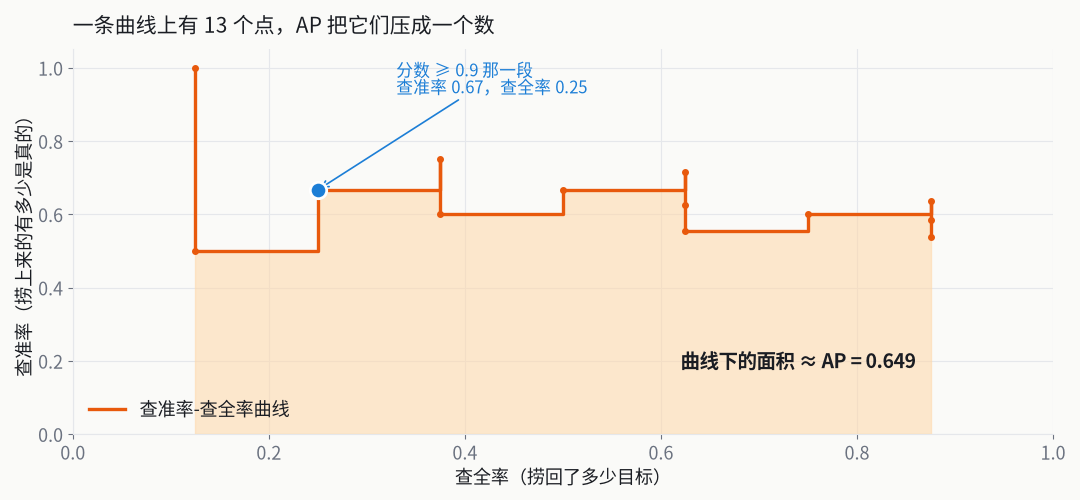 一条曲线上有 13 个点，AP 把它们压成一个数
分数 ⩾ 0.9 那一段
查准率 0.67，查全率 0.25
查准率（捞上来的有多少是真的）
1.0
0.8
0.6
0.4
0.2
0.0
曲线下的面积 ≈ AP = 0.649
查准率-查全率曲线
0.0 0.2 0.4 0.6 0.8 1.0
查全率（捞回了多少目标）